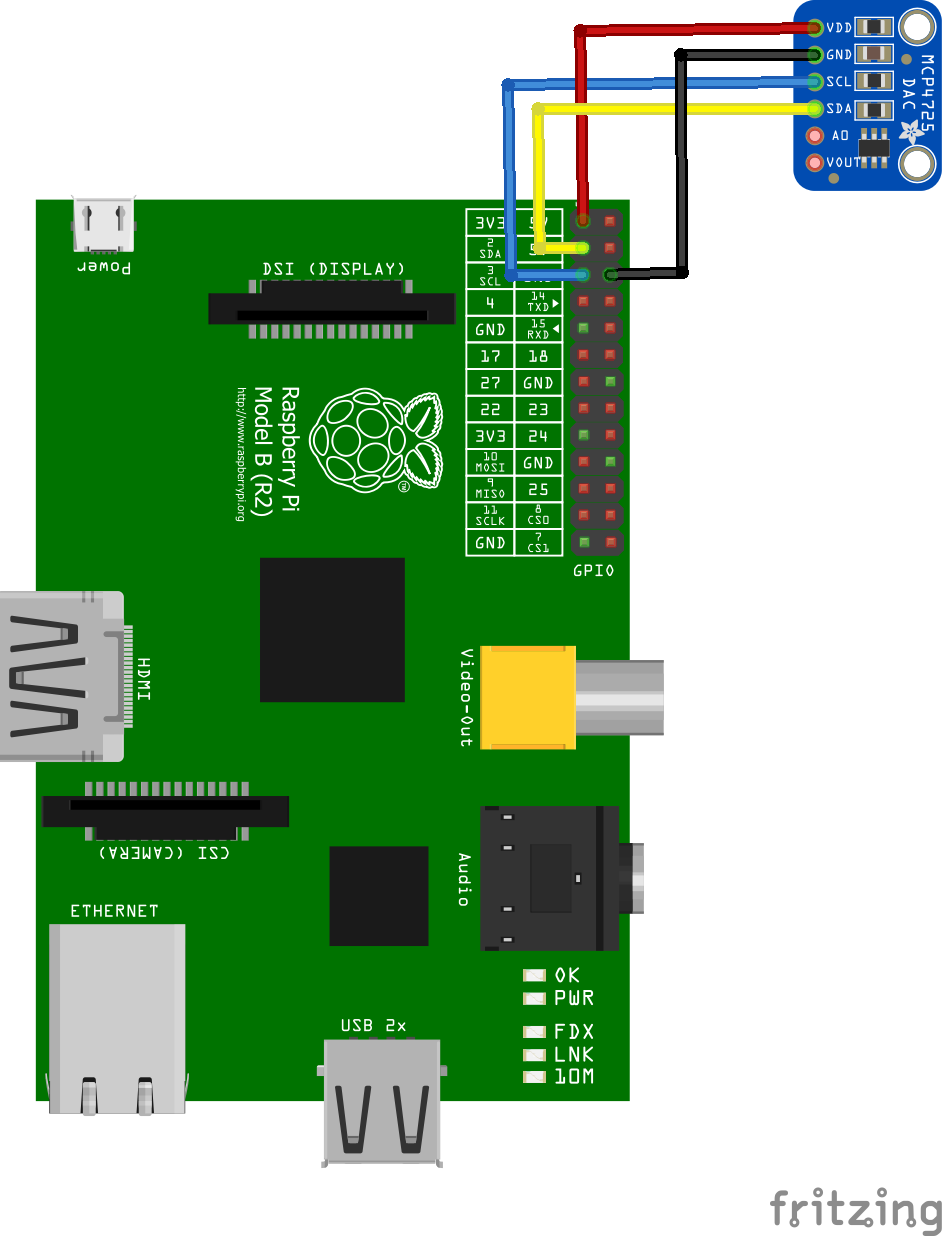 VDD
GND
SCL
SDA
A0
VOUT
MCP4725
DAC
Power
DSI (DISPLAY)
3V3 5V
2 SDA
3 SCL
4 14 TXD
GND 15 RXD
17 18
27 GND
22 23
3V3 24
10 MOSI GND
9 MISO 25
11 SCLK 8 CS0
GND 7 CS1
GPIO
Raspberry Pi
Model B (R2)
http://www.raspberrypi.org
TM
HDMI
Video-Out
CSI (CAMERA)
Audio
ETHERNET
OK
PWR
FDX
LNK
10M
USB 2x
fritzing